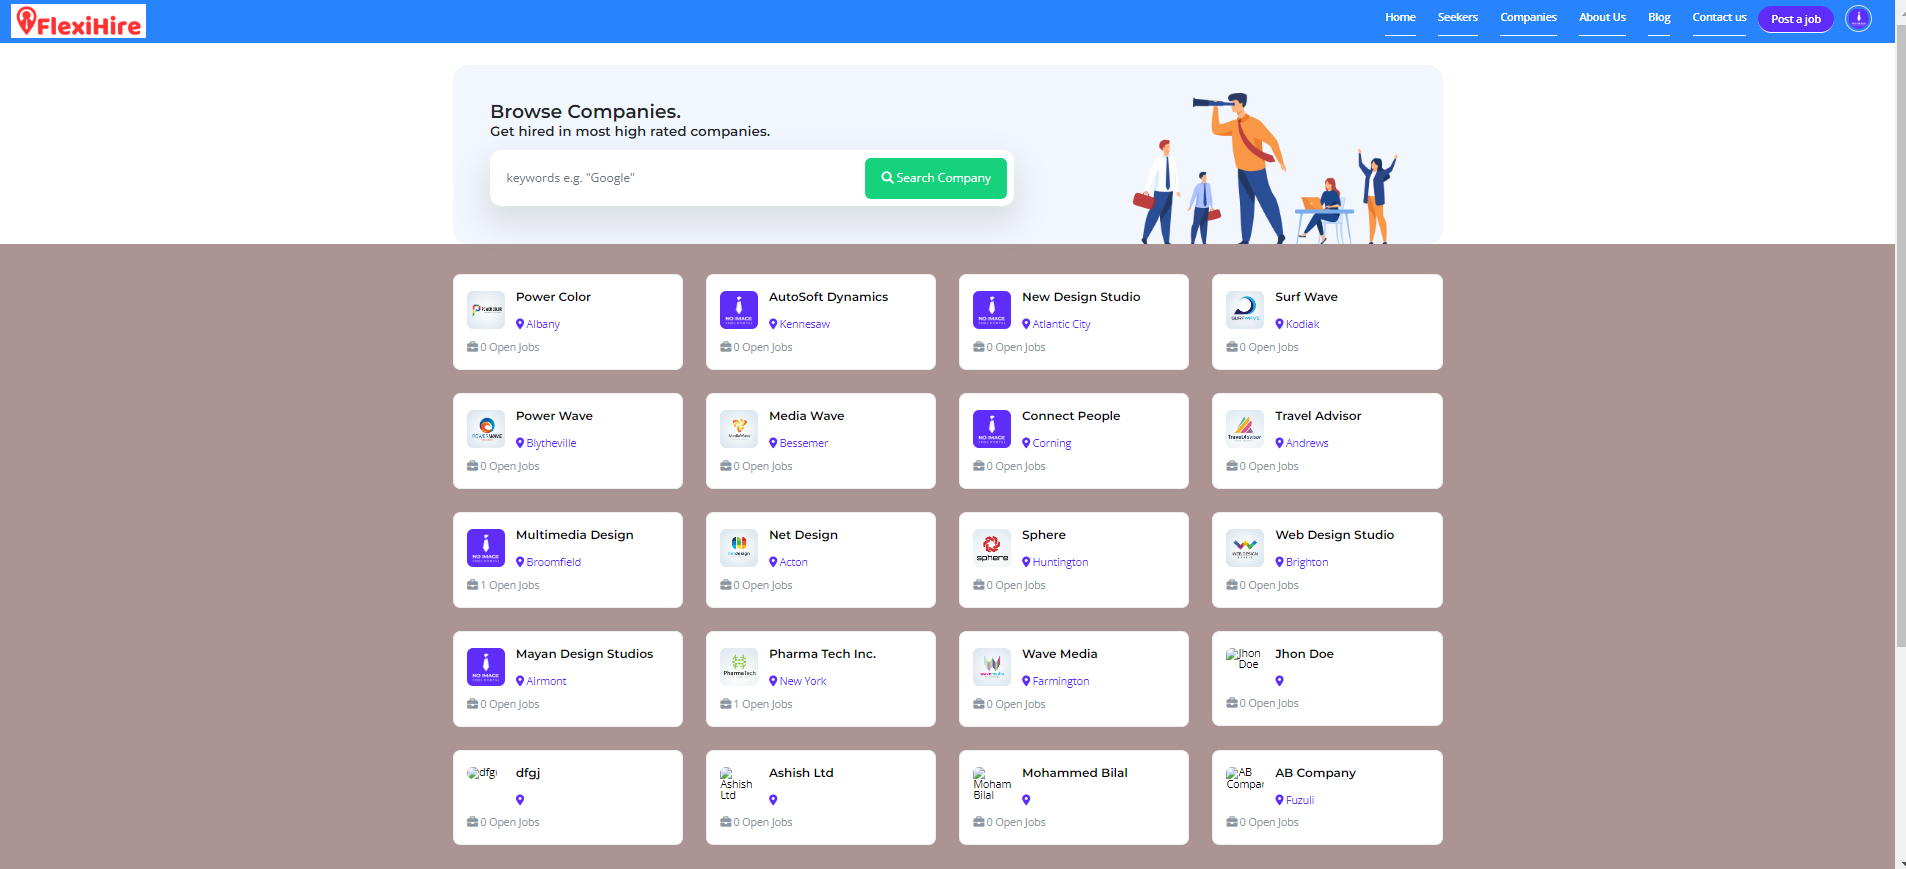 FlexiHire
Home Seekers Companies About Us Blog Contact us Post a job
Browse Companies.
Get hired in most high rated companies.
keywords e.g. "Google" Search Company
Power Color
Albany
0 Open Jobs
AutoSoft Dynamics
Kennesaw
0 Open Jobs
New Design Studio
Atlantic City
0 Open Jobs
Surf Wave
Kodiak
0 Open Jobs
Power Wave
Blytheville
0 Open Jobs
Media Wave
Bessemer
0 Open Jobs
Connect People
Corning
0 Open Jobs
Travel Advisor
Andrews
0 Open Jobs
NO IMAGE
Multimedia Design
Broomfield
0 Open Jobs
Net Design
Acton
0 Open Jobs
sphere
Sphere
Huntington
0 Open Jobs
Web Design Studio
Brighton
0 Open Jobs
Mayan Design Studios
Airmont
0 Open Jobs
PharmaTech
Pharma Tech Inc.
New York
1 Open Jobs
Wave Media
Farmington
0 Open Jobs
Jhon
Doe
Jhon Doe
0 Open Jobs
dfgj
dfgj
0 Open Jobs
Ashish
Ltd
Ashish Ltd
0 Open Jobs
Moham
Bilal
Mohammed Bilal
0 Open Jobs
AB
Compar
AB Company
Fuzuli
0 Open Jobs